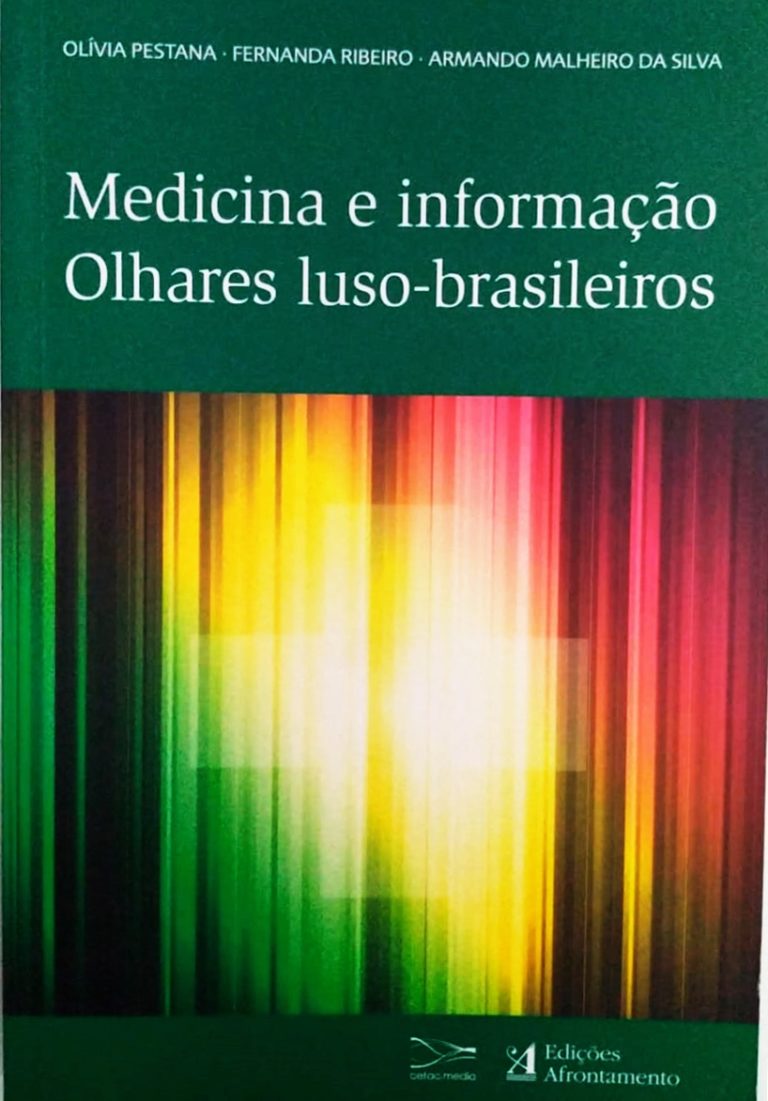 OLÍVIA PESTANA · FERNANDA RIBEIRO · ARMANDO MALHEIRO DA SILVA
Medicina e informação
Olhares luso-brasileiros
cetac.media
Edições
Afrontamento